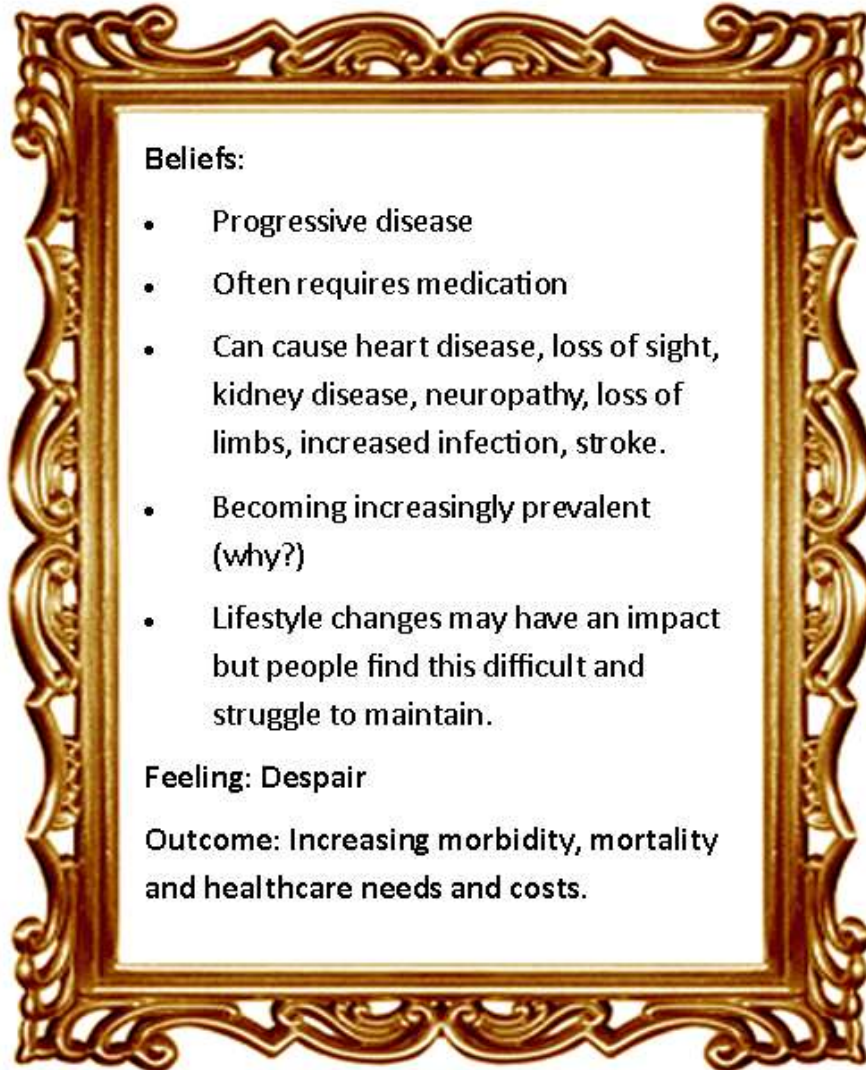 Beliefs:
• Progressive disease
• Often requires medication
• Can cause heart disease, loss of sight,
kidney disease, neuropathy, loss of
limbs, increased infection, stroke.
• Becoming increasingly prevalent
(why?)
• Lifestyle changes may have an impact
but people find this difficult and
struggle to maintain.
Feeling: Despair
Outcome: Increasing morbidity, mortality
and healthcare needs and costs.